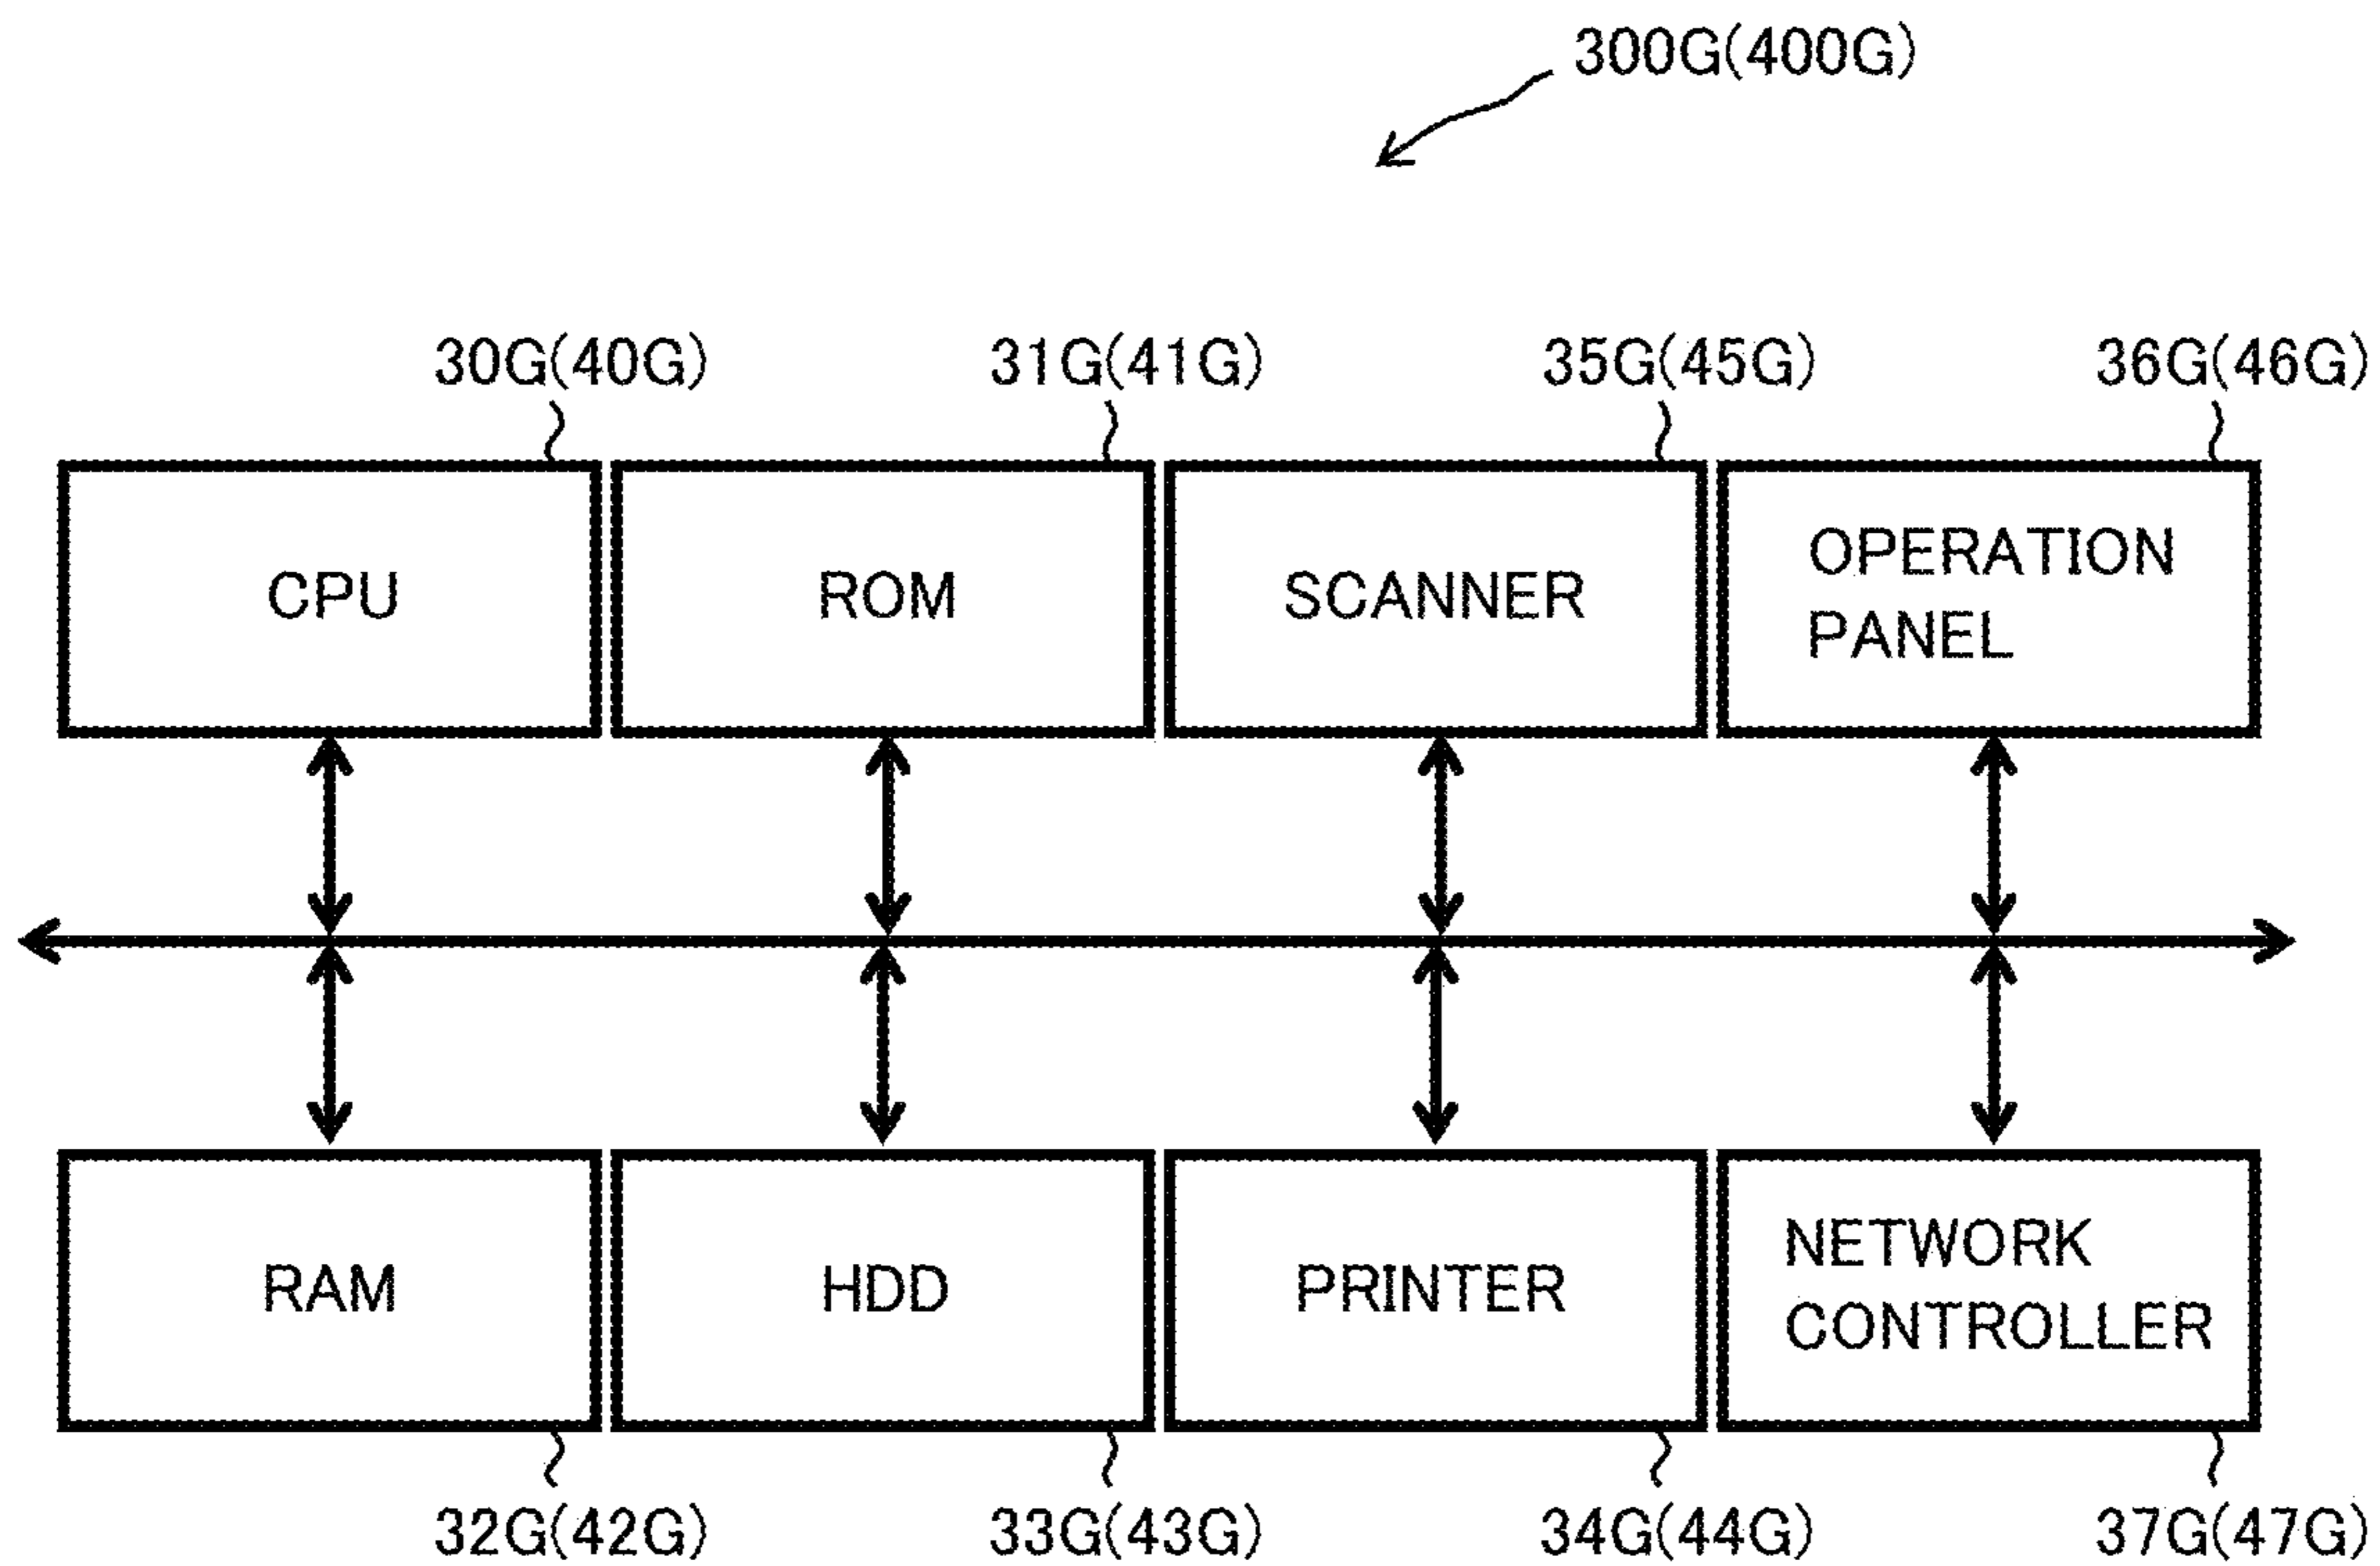 300G(400G)
30G(40G)
31G(41G)
35G(45G)
36G(46G)
CPU
ROM
SCANNER
OPERATION
PANEL
RAM
HDD
PRINTER
NETWORK
CONTROLLER
32G(42G)
33G(43G)
34G(44G)
37G(47G)